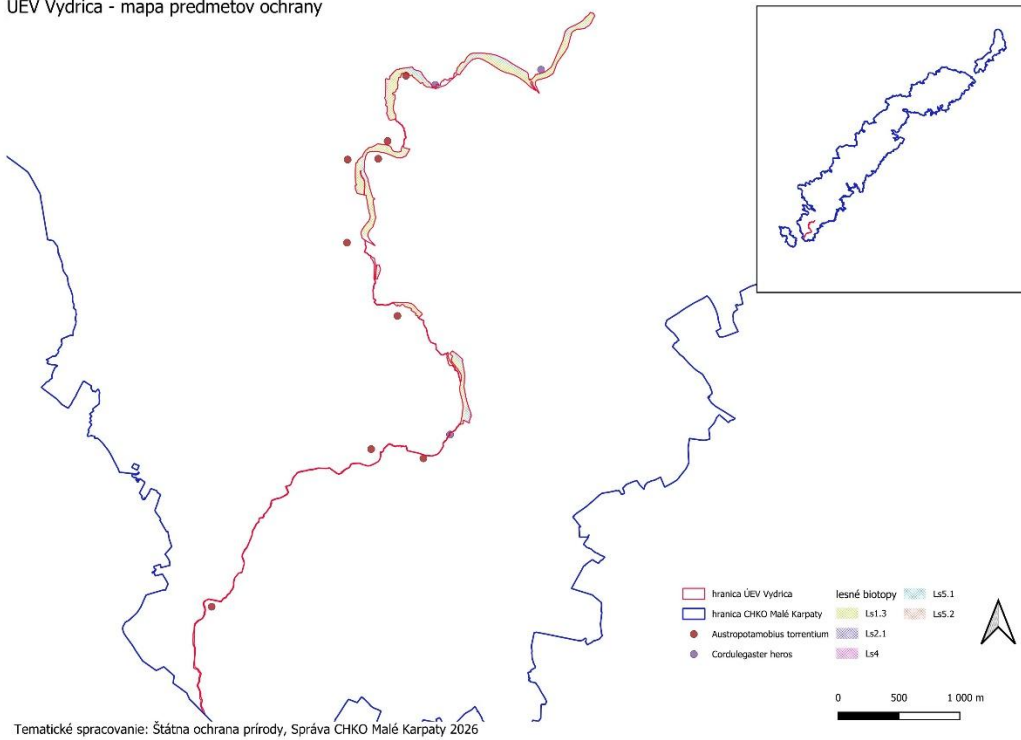 ÚEV Vydrica - mapa predmetov ochrany
hranica ÚEV Vydrica
hranica CHKO Malé Karpaty
Austropotamobius torrentium
Cordulegaster heros
lesné biotopy
Ls1.3
Ls2.1
Ls4
Ls5.1
Ls5.2
0 500 1 000 m
Tematické spracovanie: Štátna ochrana prírody, Správa CHKO Malé Karpaty 2026